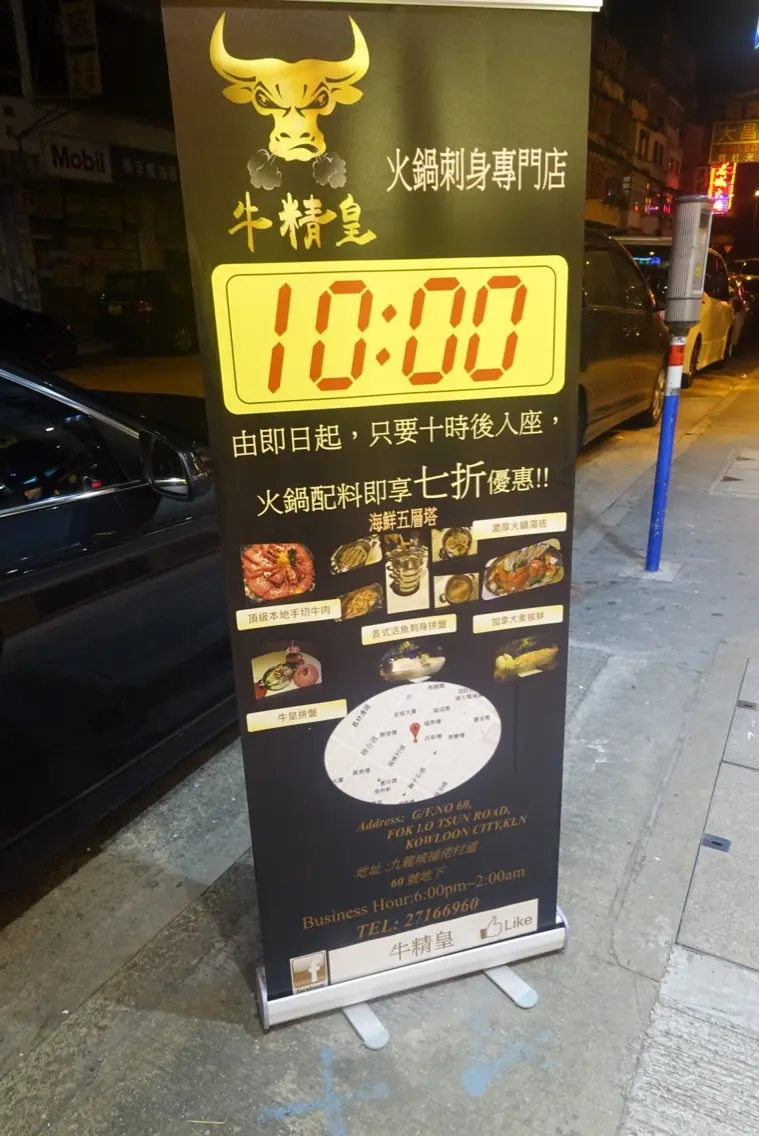 Mobil
火鍋刺身專門店
牛精皇
10:00
由即日起，只要十時後入座，
火鍋配料即享七折優惠!!
海鮮五層塔
濃厚火鍋湯底
頂級本地手切牛肉
各式活魚刺身拼盤
加拿大象拔蚌
牛皇拼盤
Address: G/F.NO 60,
FOK LO TSUN ROAD,
KOWLOON CITY,KLN
地址:九龍城福佬村道
60 號地下
Business Hour:6:00pm~2:00am
TEL: 27166960
牛精皇
Like